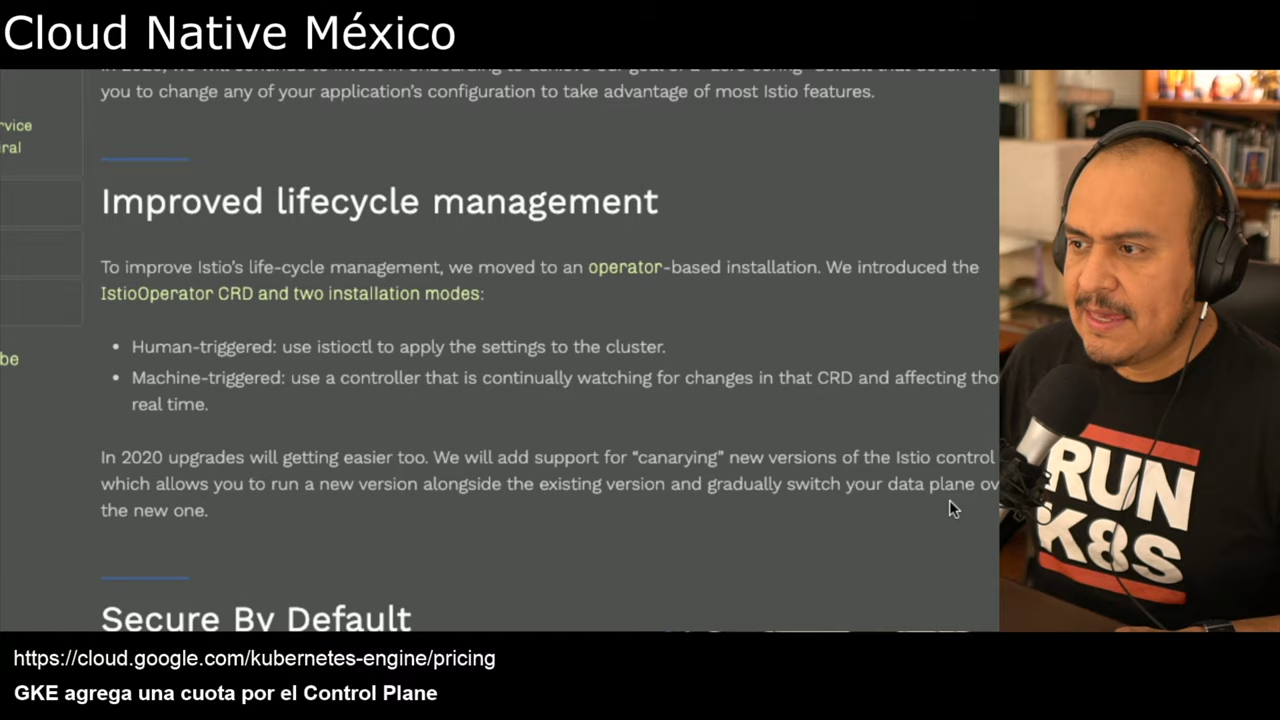 Cloud Native México
you to change any of your application's configuration to take advantage of most Istio features.
rvice
ral
Improved lifecycle management
To improve Istio's life-cycle management, we moved to an operator-based installation. We introduced the
IstioOperator CRD and two installation modes:
• Human-triggered: use istioctl to apply the settings to the cluster.
• Machine-triggered: use a controller that is continually watching for changes in that CRD and affecting tho
real time.
be
In 2020 upgrades will getting easier too. We will add support for “canarying” new versions of the Istio control
which allows you to run a new version alongside the existing version and gradually switch your data plane ov
the new one.
Secure By Default
RUN
K8S
https://cloud.google.com/kubernetes-engine/pricing
GKE agrega una cuota por el Control Plane